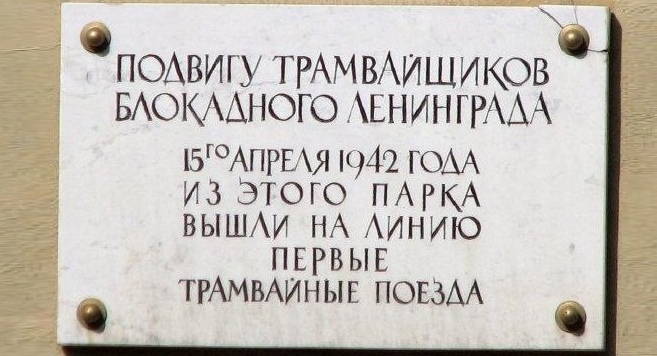 ПОДВИГУ ТРАМВАЙЩИКОВ
БЛОКАДНОГО ЛЕНИНГРАДА
15ГО АПРЕЛЯ 1942 ГОДА
ИЗ ЭТОГО ПАРКА
ВЫШЛИ НА ЛИНИЮ
ПЕРВЫЕ
ТРАМВАЙНЫЕ ПОЕЗДА